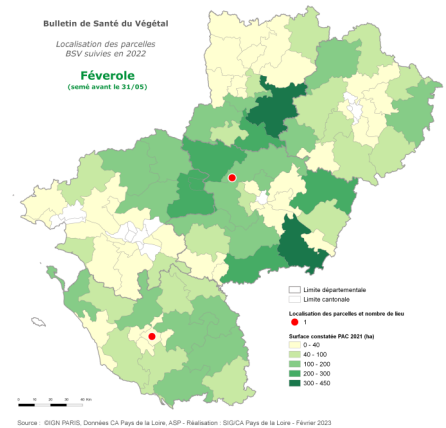 Bulletin de Santé du Végétal
Localisation des parcelles
BSV suivies en 2022
Féverole
(semé avant le 31/05)
Limite départementale
Limite cantonale
Localisation des parcelles et nombre de lieu
1
Surface constatée PAC 2021 (ha)
0 - 40
40 - 100
100 - 200
200 - 300
300 - 450
0 10 20 30 40 km
Source : ©IGN PARIS, Données CA Pays de la Loire, ASP - Réalisation : SIG/CA Pays de la Loire - Février 2023